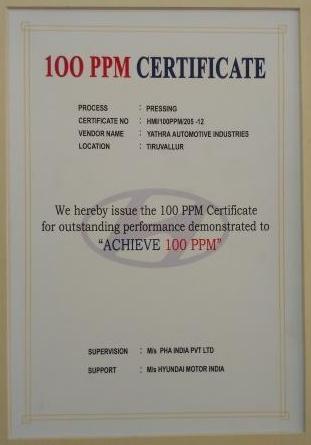 100 PPM CERTIFICATE
PROCESS : PRESSING
CERTIFICATE NO : HMI/100PPM/205 -12
VENDOR NAME : YATHRA AUTOMOTIVE INDUSTRIES
LOCATION : TIRUVALLUR
We hereby issue the 100 PPM Certificate
for outstanding performance demonstrated to
“ACHIEVE 100 PPM”
SUPERVISION : M/s PHA INDIA PVT LTD
SUPPORT : M/s HYUNDAI MOTOR INDIA